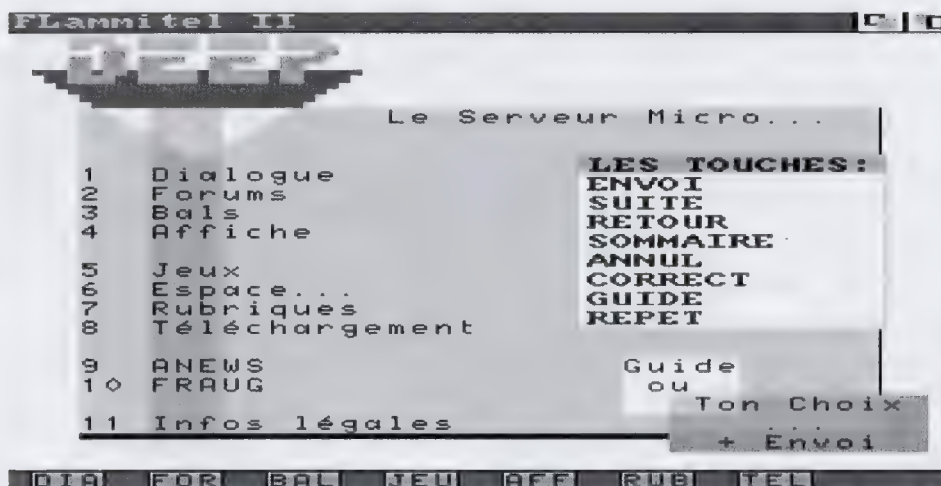 FLammitel II
Le Serveur Micro...
1 Dialogue
2 Forums
3 Bals
4 Affiche
5 Jeux
6 Espace...
7 Rubriques
8 Téléchargement
9 ANEWS
10 FRAUG
11 Infos légales
LES TOUCHES:
ENVOI
SUITE
RETOUR
SOMMAIRE
ANNUL
CORRECT
GUIDE
REPET
Guide
ou
Ton Choix
...
+ Envoi
DIA FOR BAL JEU AFF RUB TEL